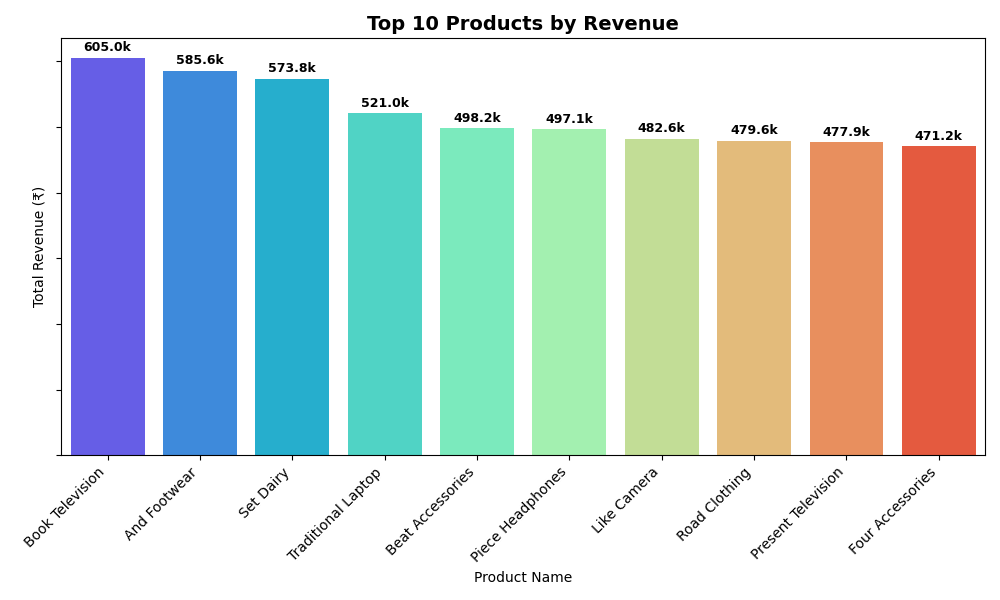 Top 10 Products by Revenue
605.0k
585.6k
573.8k
521.0k
498.2k
497.1k
482.6k
479.6k
477.9k
471.2k
Total Revenue (₹)
Book Television
And Footwear
Set Dairy
Traditional Laptop
Beat Accessories
Piece Headphones
Like Camera
Road Clothing
Present Television
Four Accessories
Product Name